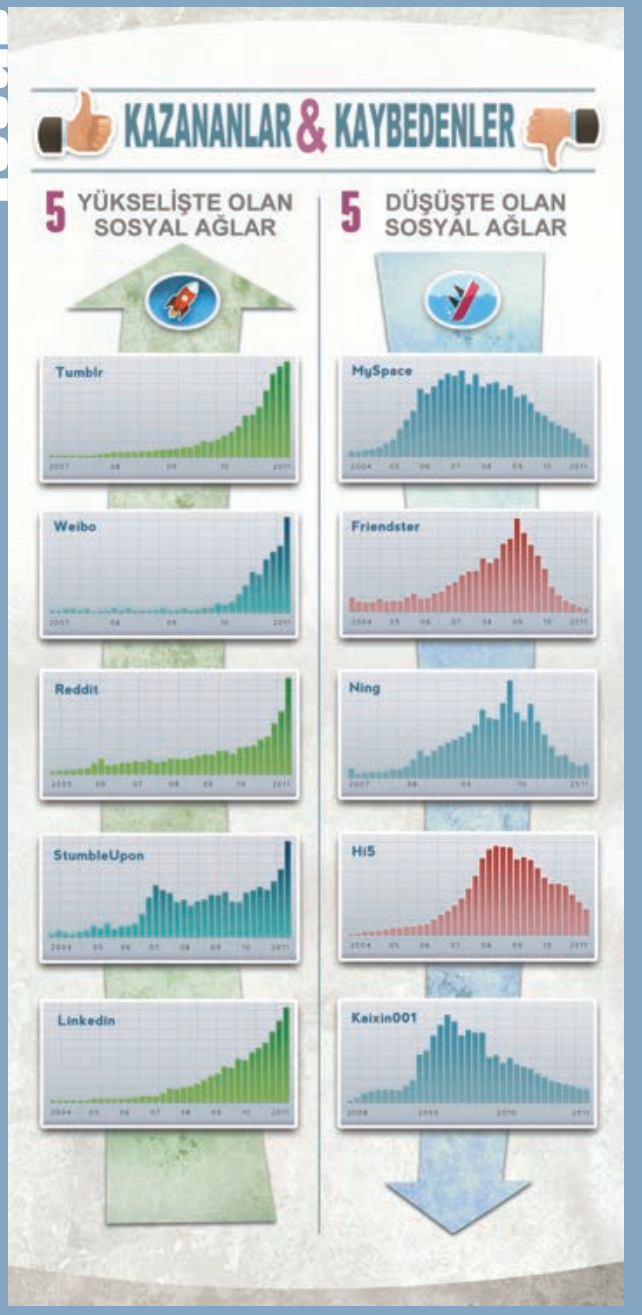 KAZANANLAR & KAYBEDENLER
5 YÜKSELİŞTE OLAN
SOSYAL AĞLAR
Tumblr
2007 08 09 10 2011
Weibo
2007 08 09 10 2011
Reddit
2005 06 07 08 09 10 2011
StumbleUpon
2004 05 06 07 08 09 10 2011
Linkedin
2004 05 06 07 08 09 10 2011
5 DÜŞÜŞTE OLAN
SOSYAL AĞLAR
MySpace
2004 05 06 07 08 09 10 2011
Friendster
2004 05 06 07 08 09 10 2011
Ning
2007 08 09 10 2011
Hi5
2004 05 06 07 08 09 10 2011
Kaixin001
2008 2009 2010 2011